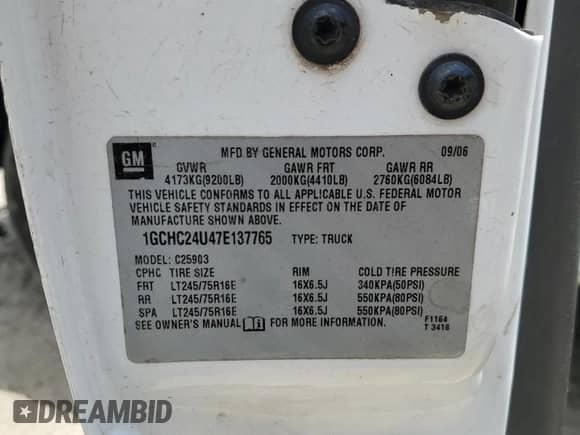 GM
MFD BY GENERAL MOTORS CORP. 09/06
GVWR GAWR FRT GAWR RR
4173KG(9200LB) 2000KG(4410LB) 2760KG(6084LB)
THIS VEHICLE CONFORMS TO ALL APPLICABLE U.S. FEDERAL MOTOR
VEHICLE SAFETY STANDARDS IN EFFECT ON THE DATE OF
MANUFACTURE SHOWN ABOVE.
1GCHC24U47E137765 TYPE: TRUCK
MODEL: C25903
CPHC TIRE SIZE RIM COLD TIRE PRESSURE
FRT LT245/75R16E 16X6.5J 340KPA(50PSI)
RR LT245/75R16E 16X6.5J 550KPA(80PSI)
SPA LT245/75R16E 16X6.5J 550KPA(80PSI)
SEE OWNER'S MANUAL FOR MORE INFORMATION.
F1164
T 3416
DREAMBID